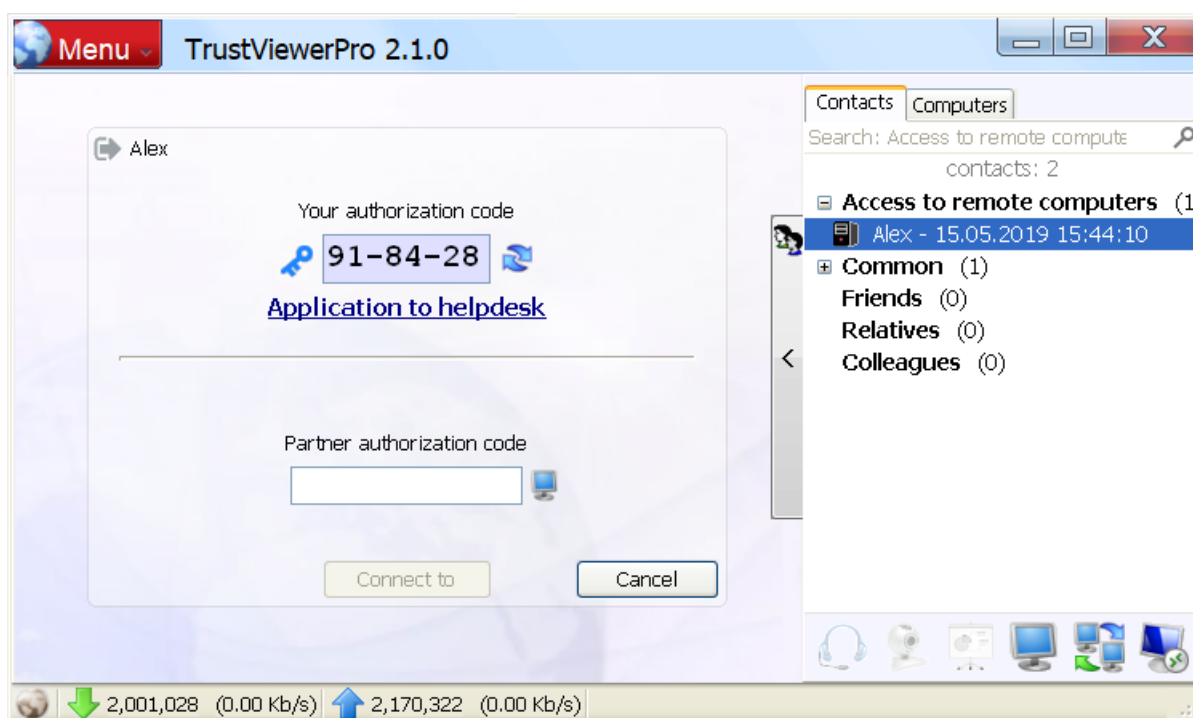 Menu
TrustViewerPro 2.1.0
Alex
Your authorization code
91-84-28
Application to helpdesk
Partner authorization code
Connect to
Cancel
Contacts
Computers
Search: Access to remote compute
contacts: 2
Access to remote computers (1
Alex - 15.05.2019 15:44:10
Common (1)
Friends (0)
Relatives (0)
Colleagues (0)
2,001,028 (0.00 Kb/s) 2,170,322 (0.00 Kb/s)